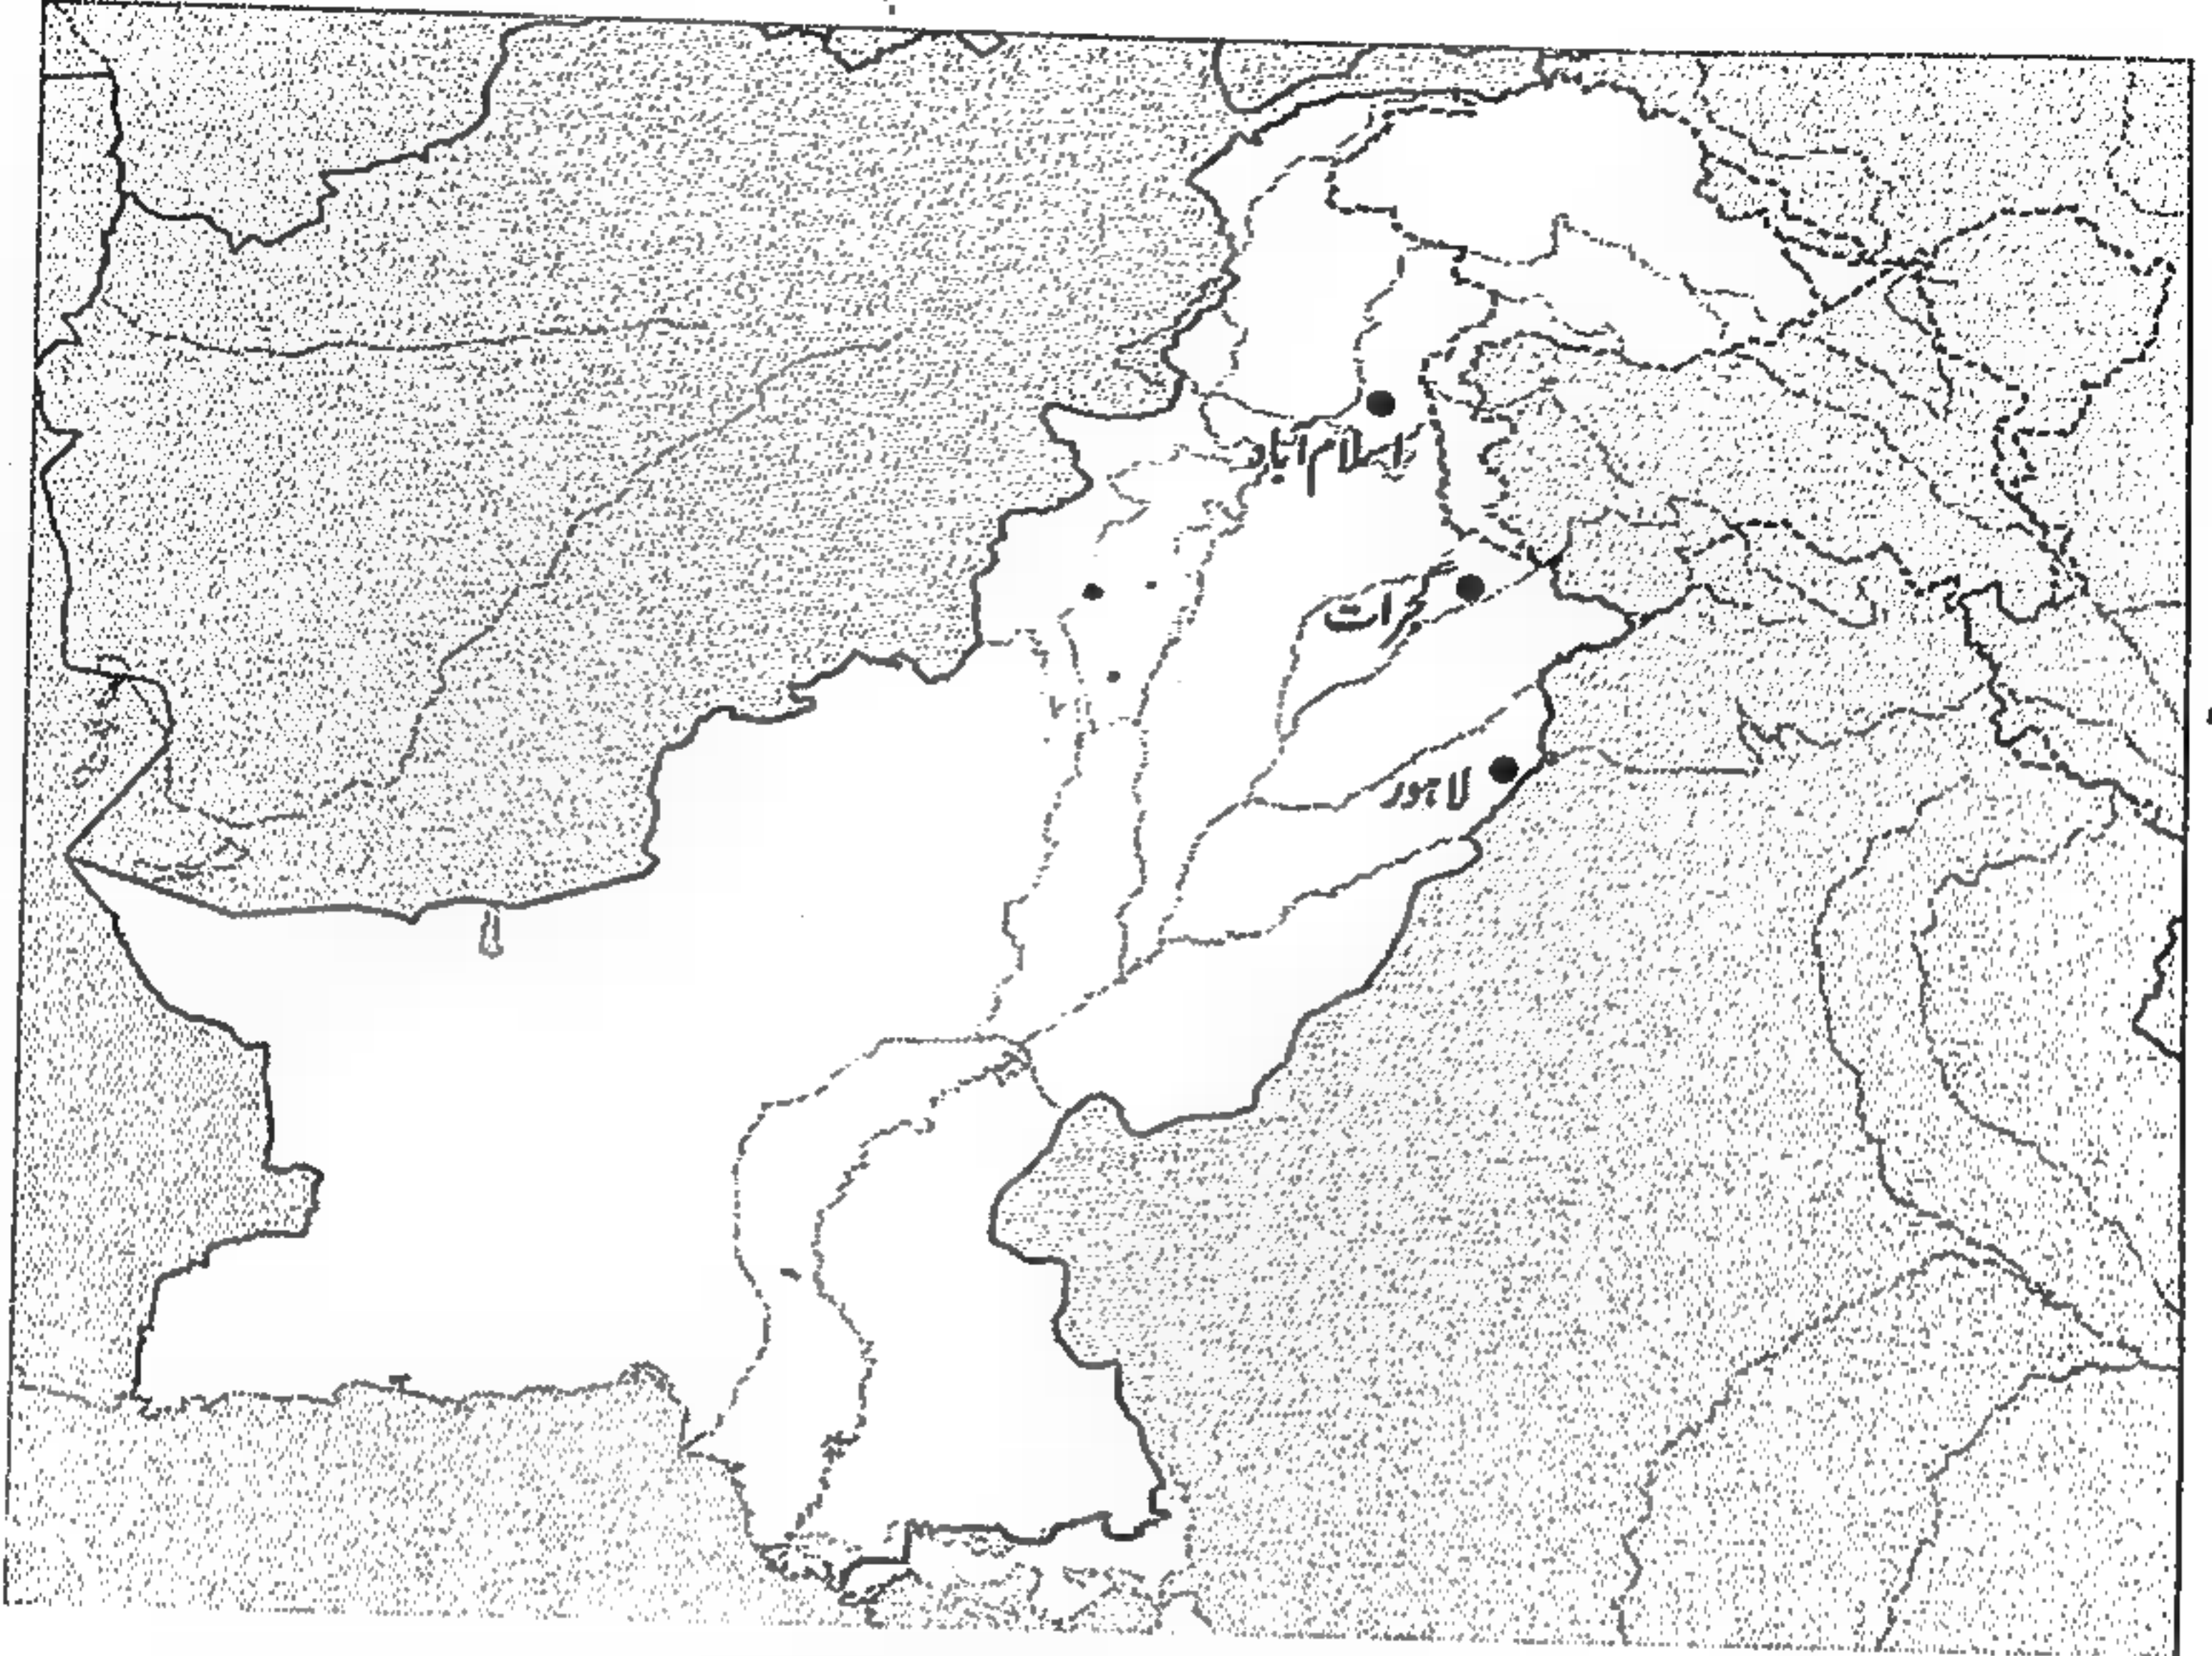 اسلام آباد
گجرات
لاہور